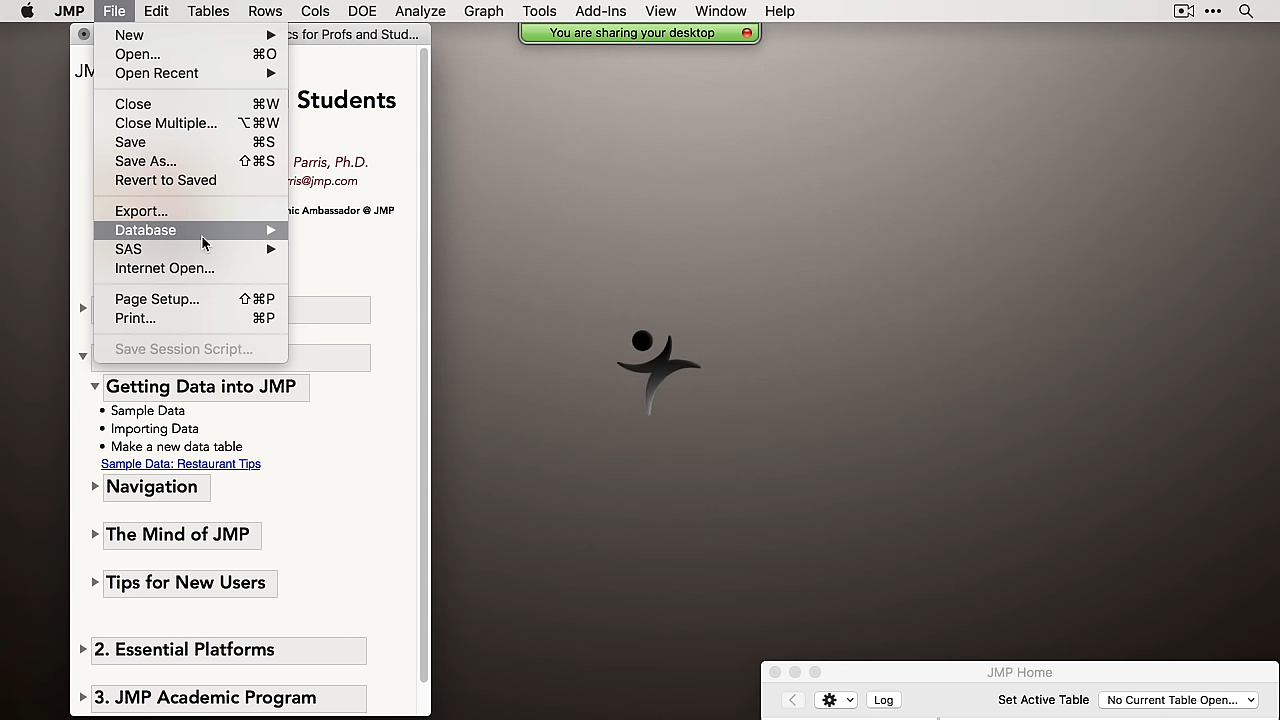 JMP File Edit Tables Rows Cols DOE Analyze Graph Tools Add-Ins View Window Help
You are sharing your desktop
cs for Profs and Stud...
New
Open... ⌘O
Open Recent
Close ⌘W
Close Multiple... ⌥⌘W
Save ⌘S
Save As... ⇧⌘S
Revert to Saved
Export...
Database
SAS
Internet Open...
Page Setup... ⇧⌘P
Print... ⌘P
Save Session Script...
JM
Students
Parris, Ph.D.
rris@jmp.com
nic Ambassador @ JMP
Getting Data into JMP
• Sample Data
• Importing Data
• Make a new data table
Sample Data: Restaurant Tips
Navigation
The Mind of JMP
Tips for New Users
2. Essential Platforms
3. JMP Academic Program
JMP Home
Log Set Active Table No Current Table Open...